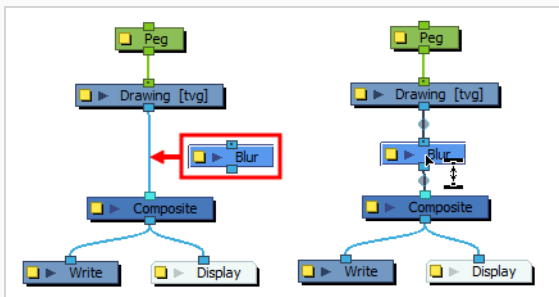 Peg
Drawing [tvg]
Blur
Composite
Write
Display
Peg
Drawing [tvg]
Blur
Composite
Write
Display